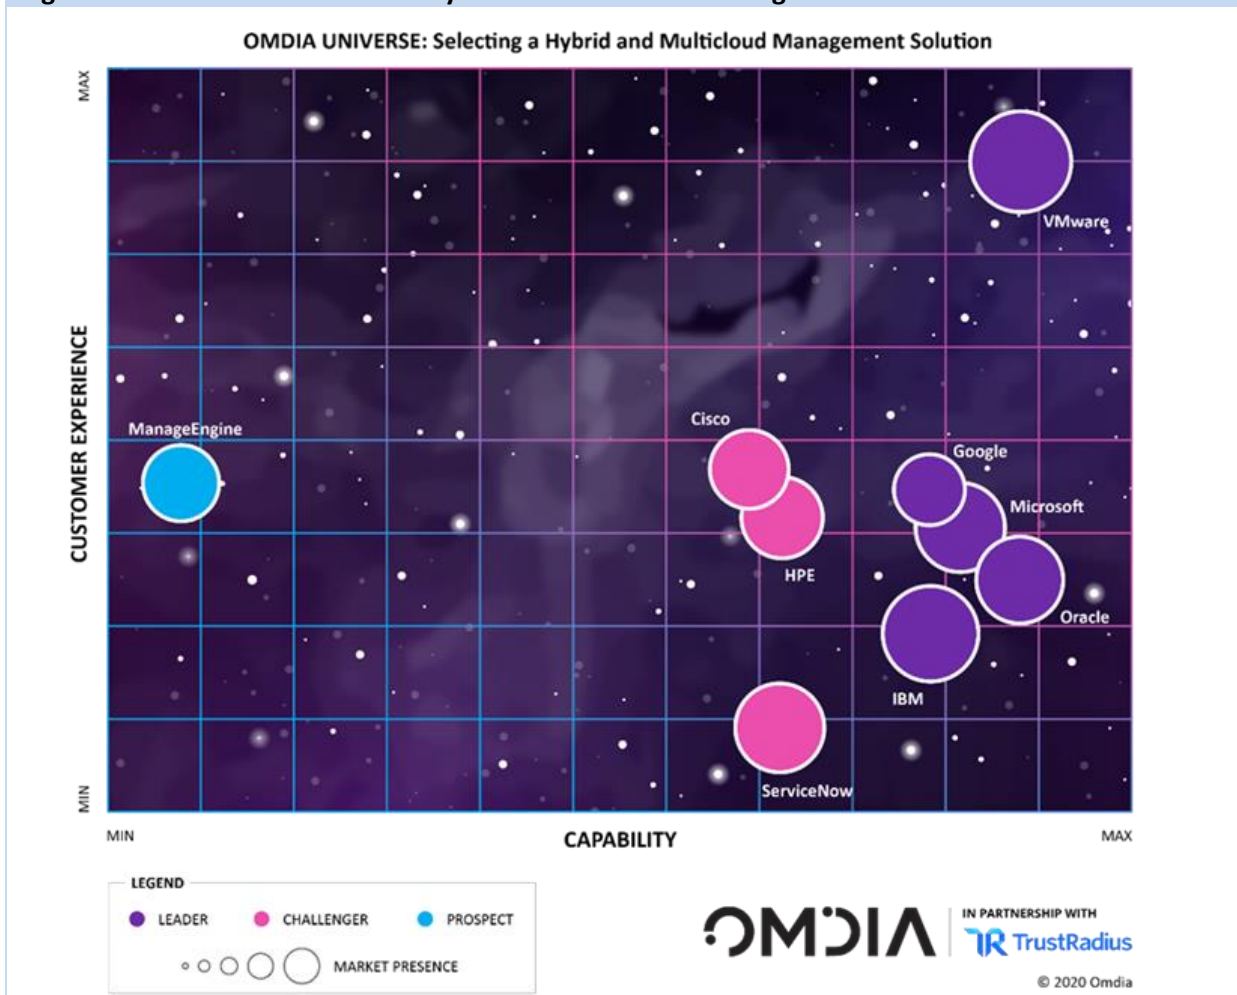 OMDIA UNIVERSE: Selecting a Hybrid and Multicloud Management Solution
MAX
CUSTOMER EXPERIENCE
MIN
VMware
ManageEngine
Cisco
Google
Microsoft
HPE
Oracle
IBM
ServiceNow
MIN
CAPABILITY
MAX
LEGEND
LEADER
CHALLENGER
PROSPECT
MARKET PRESENCE
OMDIA
IN PARTNERSHIP WITH
TR TrustRadius
© 2020 Omdia